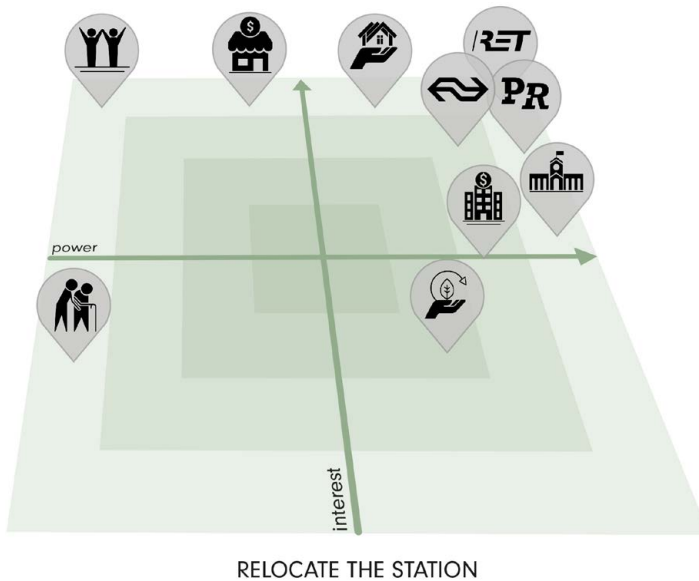 $
RET
PR
$
power
interest
RELOCATE THE STATION